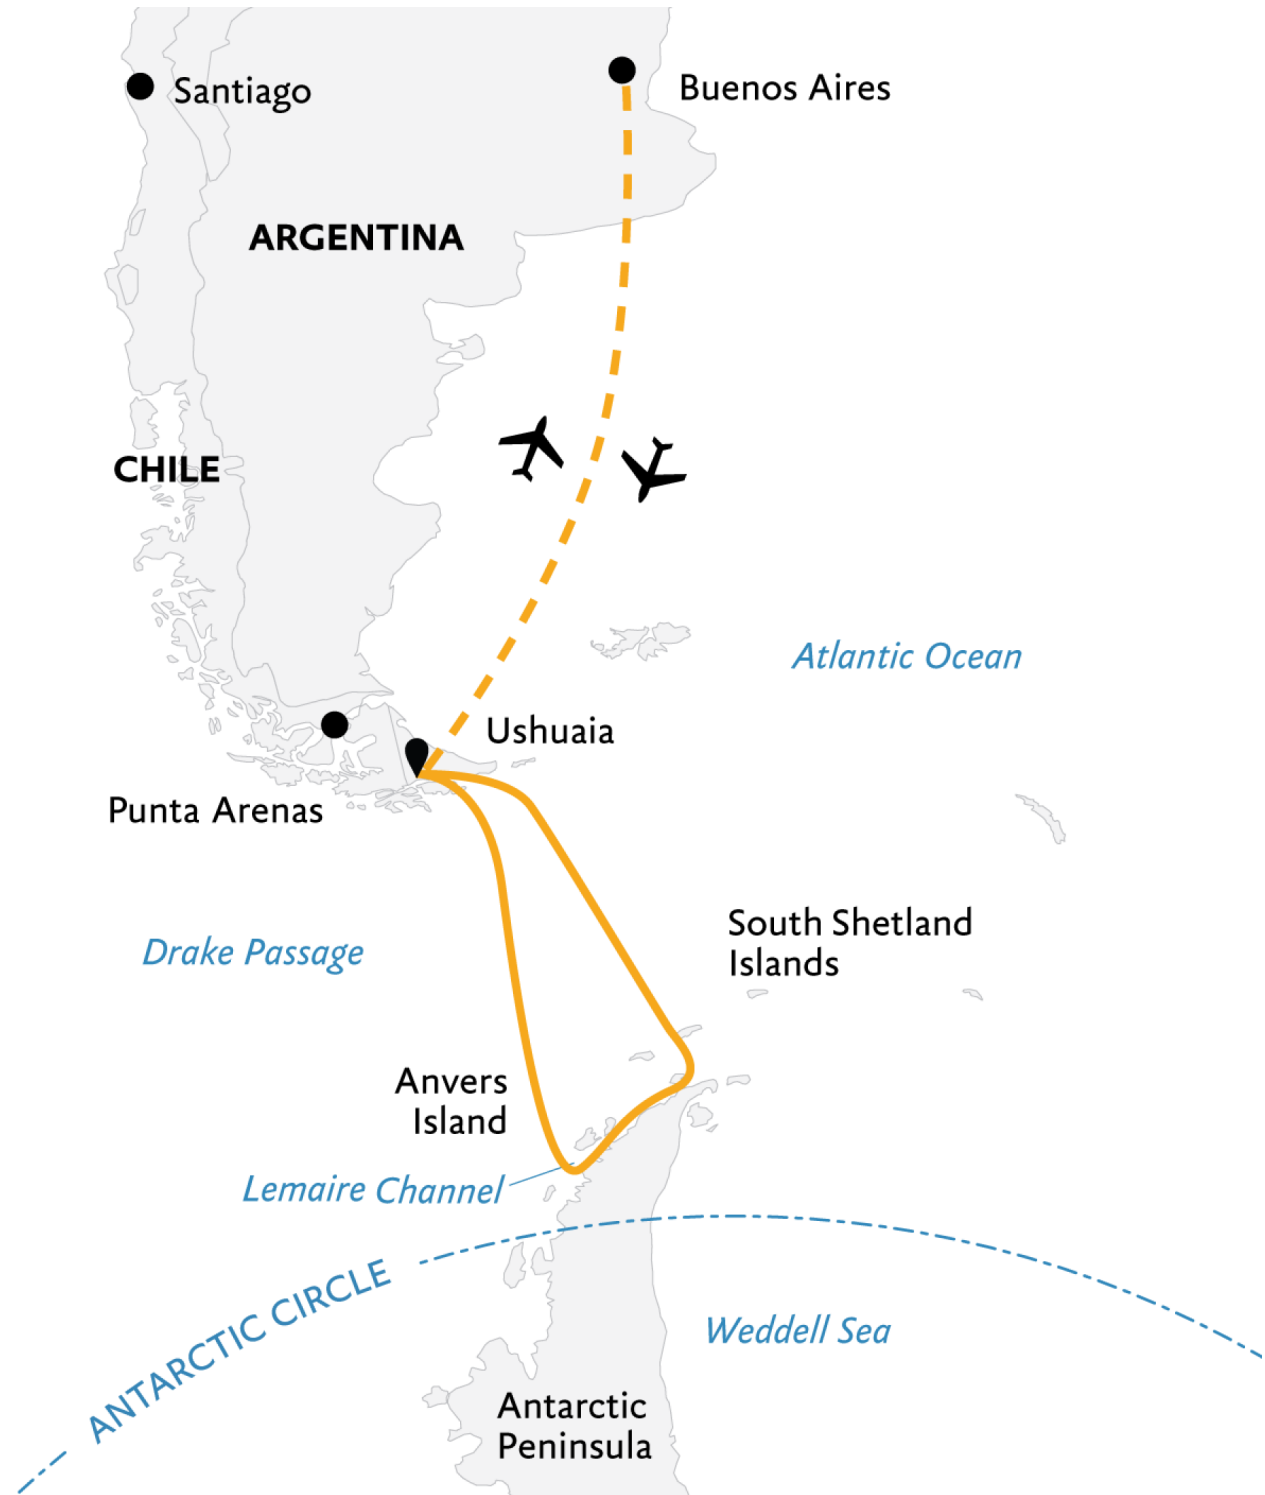 Santiago
Buenos Aires
ARGENTINA
CHILE
Atlantic Ocean
Ushuaia
Punta Arenas
South Shetland
Islands
Drake Passage
Anvers
Island
Lemaire Channel
ANTARCTIC CIRCLE
Weddell Sea
Antarctic
Peninsula